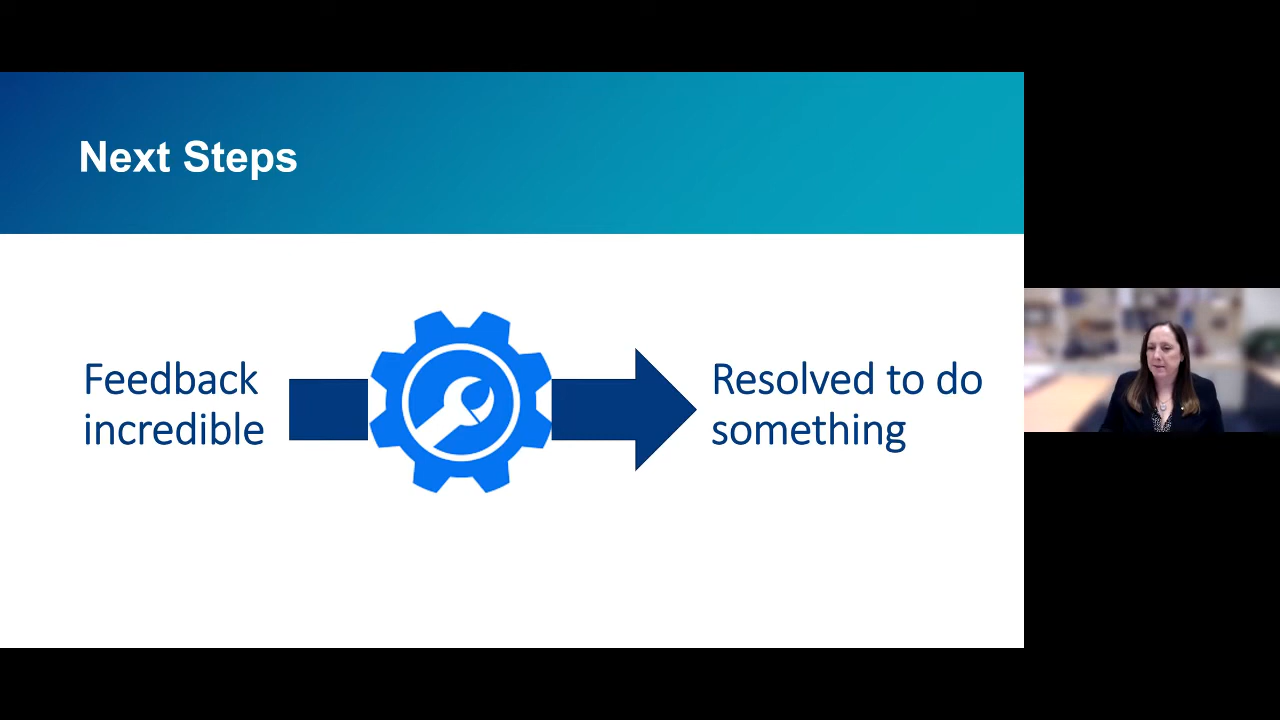 Next Steps
Feedback
incredible
Resolved to do
something